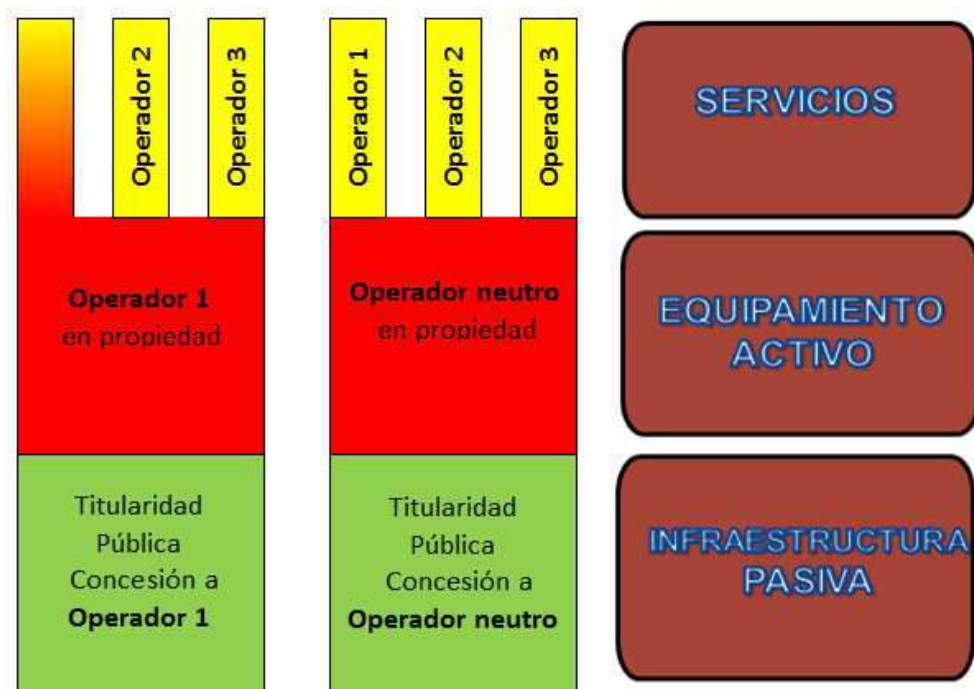 Operador 2
Operador 3
Operador 1
en propiedad
Titularidad
Pública
Concesión a
Operador 1
Operador 1
Operador 2
Operador 3
Operador neutro
en propiedad
Titularidad
Pública
Concesión a
Operador neutro
SERVICIOS
EQUIPAMIENTO
ACTIVO
INFRAESTRUCTURA
PASIVA